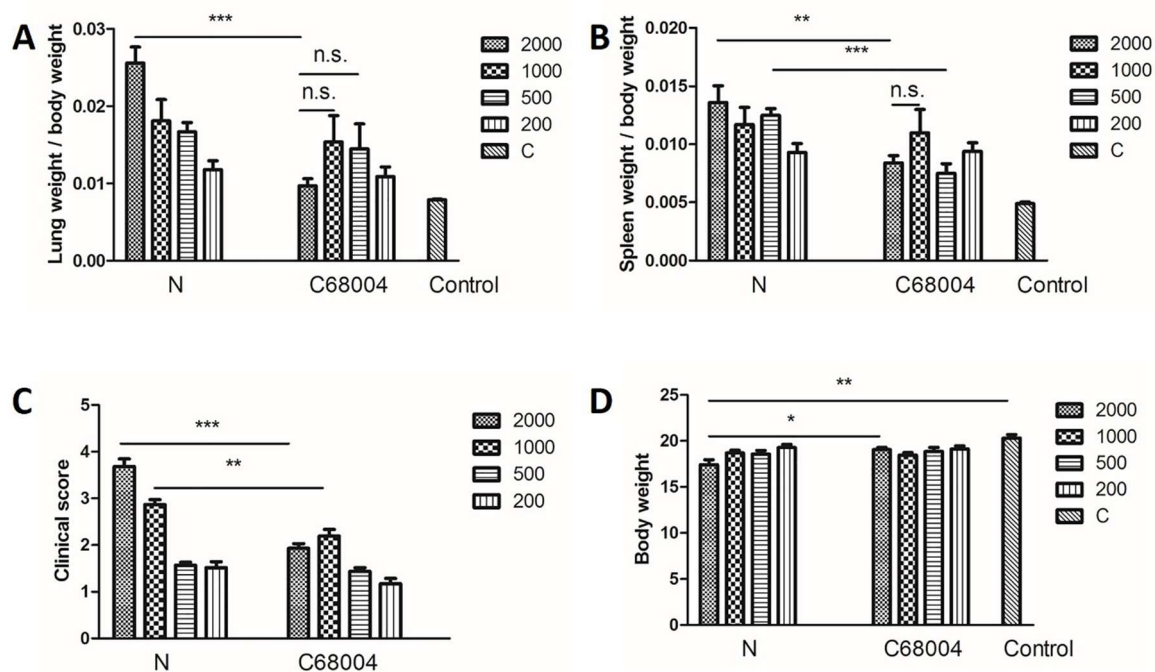 A
Lung weight / body weight
0.03
0.02
0.01
0.00
***
n.s.
n.s.
N
C68004
Control
2000
1000
500
200
C
B
Spleen weight / body weight
0.020
0.015
0.010
0.005
0.000
**
***
n.s.
N
C68004
Control
2000
1000
500
200
C
C
Clinical score
5
4
3
2
1
0
***
**
N
C68004
2000
1000
500
200
D
Body weight
25
20
15
10
5
0
**
*
N
C68004
Control
2000
1000
500
200
C